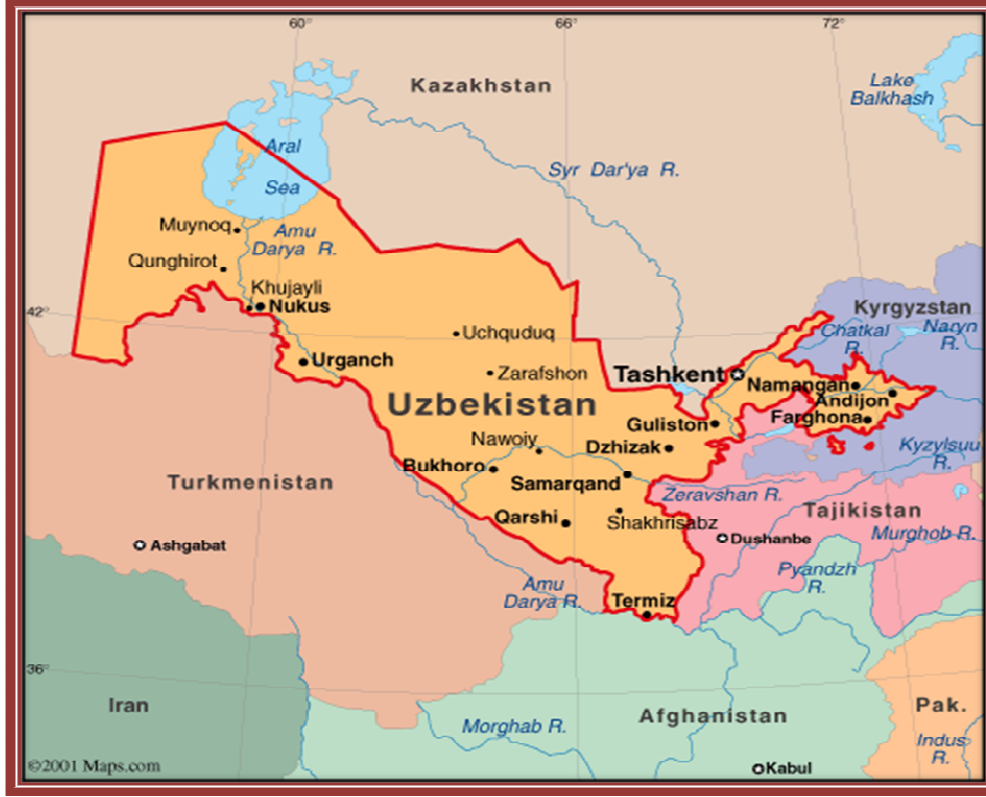 60°
66°
72°
Kazakhstan
Lake
Balkhash
Aral
Sea
Syr Dar'ya R.
Muynoq
Amu
Darya R.
Qunghirot
Khujayli
Nukus
42°
Kyrgyzstan
Chatkal
R.
Naryn
R.
Uchquduq
Urganch
Zarafshon
Tashkent
Namangan
Andijon
Farghona
Uzbekistan
Guliston
Nawoiy
Dzhizak
Kyzylsuu
R.
Bukhoro
Samarqand
Turkmenistan
Zeravshan R.
Tajikistan
Qarshi
Shakhrisabz
Murghob R.
Dushanbe
Ashgabat
Pyandzh
R.
Amu
Darya R.
Termiz
36°
Iran
Afghanistan
Pak.
Morghab R.
Indus
R.
Kabul
©2001 Maps.com